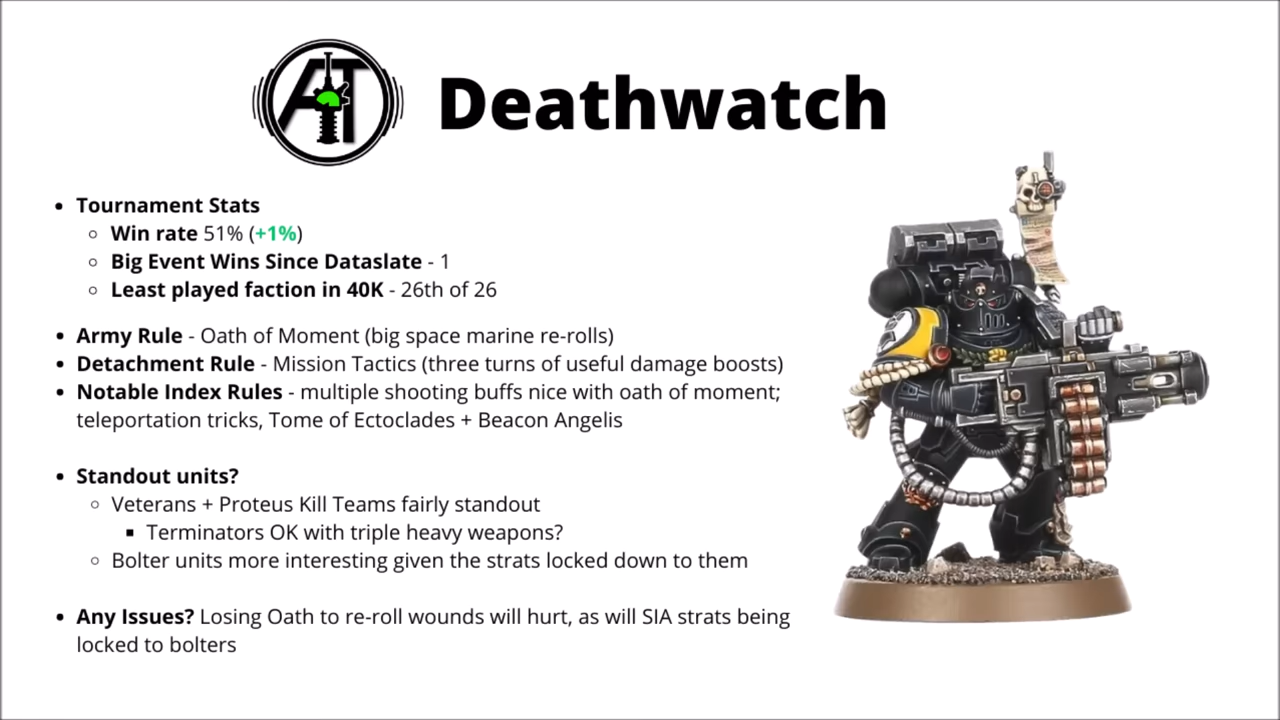 AT
Deathwatch
• Tournament Stats
○ Win rate 51% (+1%)
○ Big Event Wins Since Dataslate - 1
○ Least played faction in 40K - 26th of 26
• Army Rule - Oath of Moment (big space marine re-rolls)
• Detachment Rule - Mission Tactics (three turns of useful damage boosts)
• Notable Index Rules - multiple shooting buffs nice with oath of moment;
teleportation tricks, Tome of Ectoclades + Beacon Angelis
• Standout units?
○ Veterans + Proteus Kill Teams fairly standout
▪ Terminators OK with triple heavy weapons?
○ Bolter units more interesting given the strats locked down to them
• Any Issues? Losing Oath to re-roll wounds will hurt, as will SIA strats being
locked to bolters